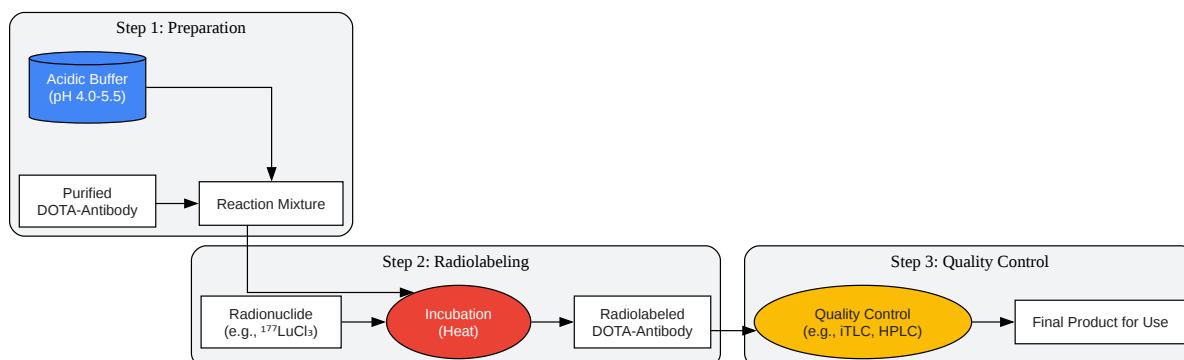 Step 1: Preparation
Acidic Buffer
(pH 4.0-5.5)
Purified
DOTA-Antibody
Reaction Mixture
Step 2: Radiolabeling
Radionuclide
(e.g., ¹⁷⁷LuCl₃)
Incubation
(Heat)
Radiolabeled
DOTA-Antibody
Step 3: Quality Control
Quality Control
(e.g., iTLC, HPLC)
Final Product for Use